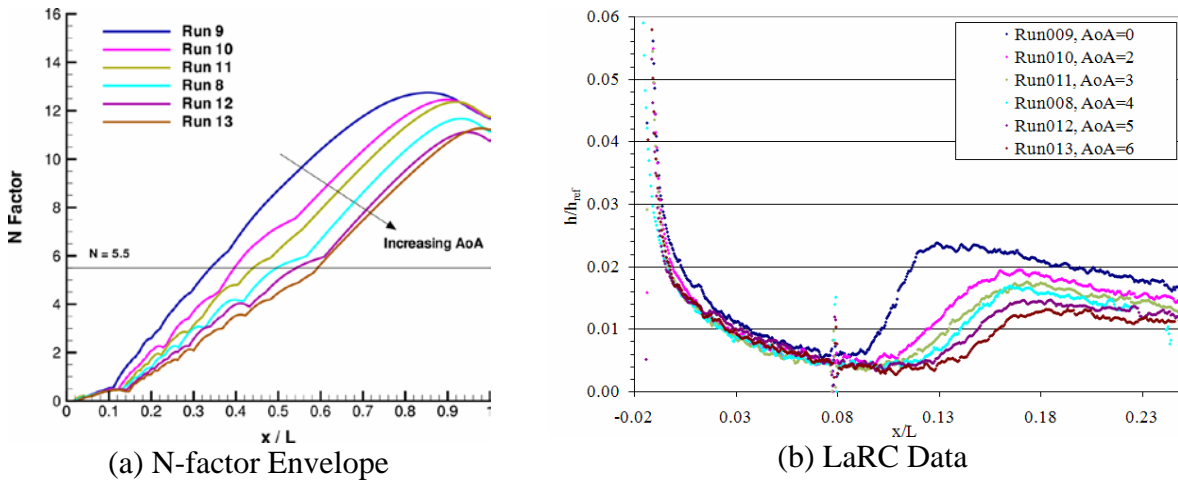 16
14
12
10
8
6
4
2
0
N Factor
Run 9
Run 10
Run 11
Run 8
Run 12
Run 13
N = 5.5
Increasing AoA
0 0.1 0.2 0.3 0.4 0.5 0.6 0.7 0.8 0.9 1
x / L
(a) N-factor Envelope
0.06
0.05
0.04
0.03
0.02
0.01
0.00
h/href
Run009, AoA=0
Run010, AoA=2
Run011, AoA=3
Run008, AoA=4
Run012, AoA=5
Run013, AoA=6
-0.02 0.03 0.08 0.13 0.18 0.23
x/L
(b) LaRC Data